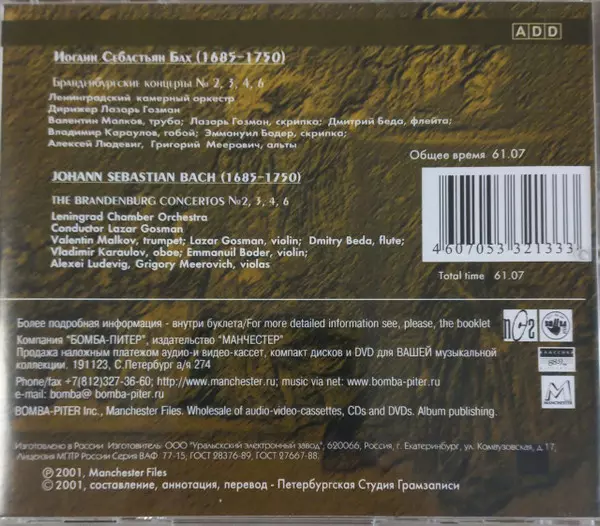 ADD
Иоганн Себастьян Бах (1685-1750)
Бранденбургские концерты № 2, 3, 4, 6
Ленинградский камерный оркестр
Дирижер Лазарь Гозман
Валентин Малков, труба; Лазарь Гозман, скрипка; Дмитрий Беда, флейта;
Владимир Караулов, гобой; Эммонуил Бодер, скрипка;
Алексей Людевиг, Григорий Меерович, альты
Общее время 61.07
JOHANN SEBASTIAN BACH (1685-1750)
THE BRANDENBURG CONCERTOS №2, 3, 4, 6
Leningrad Chamber Orchestra
Conductor Lazar Gosman
Valentin Malkov, trumpet; Lazar Gosman, violin; Dmitry Beda, flute;
Vladimir Karaulov, oboe; Emmanuil Boder, violin;
Alexei Ludevig, Grigory Meerovich, violas
4607053321333
Total time 61.07
Более подробная информация - внутри буклета/For more detailed information see, please, the booklet
Компания "БОМБА-ПИТЕР", издательство "МАНЧЕСТЕР"
Продажа наложным платежом аудио-и видео-кассет, компакт дисков и DVD для ВАШЕЙ музыкальной
коллекции. 191123, С.Петербург а/я 274
Phone/fax +7(812)327-36-60; http://www.manchester.ru; music via net: www.bomba-piter.ru
e-mail: bomba@ bomba-piter.ru
BOMBA-PITER Inc., Manchester Files. Wholesale of audio-video-cassettes, CDs and DVDs. Album publishing.
КЛАССИКА
MANCHESTER
Изготовлено в России Изготовитель: ООО "Уральский электронный завод", 620066, Россия, г. Екатеринбург, ул. Комвузовская, д.17;
Лицензия МПТР России Серия ВАФ 77-15; ГОСТ 28376-89, ГОСТ 27667-88.
℗2001, Manchester Files
©2001, составление, аннотация, перевод - Петербургская Студия Грамзаписи